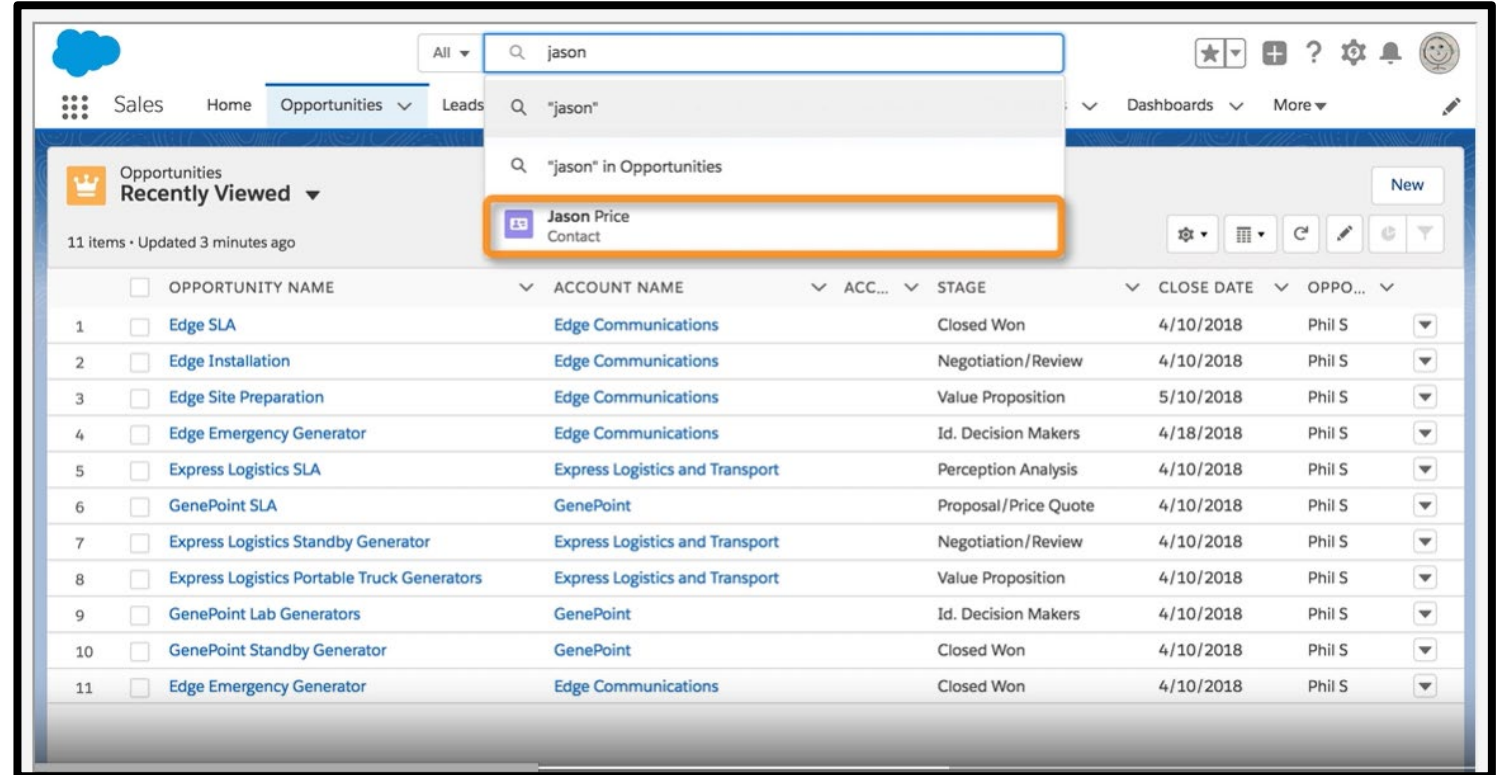 All jason
Sales Home Opportunities Leads Dashboards More
"jason"
"jason" in Opportunities
Jason Price
Contact
Opportunities
Recently Viewed
New
11 items • Updated 3 minutes ago
OPPORTUNITY NAME ACCOUNT NAME ACC... STAGE CLOSE DATE OPPO...
1 Edge SLA Edge Communications Closed Won 4/10/2018 Phil S
2 Edge Installation Edge Communications Negotiation/Review 4/10/2018 Phil S
3 Edge Site Preparation Edge Communications Value Proposition 5/10/2018 Phil S
4 Edge Emergency Generator Edge Communications Id. Decision Makers 4/18/2018 Phil S
5 Express Logistics SLA Express Logistics and Transport Perception Analysis 4/10/2018 Phil S
6 GenePoint SLA GenePoint Proposal/Price Quote 4/10/2018 Phil S
7 Express Logistics Standby Generator Express Logistics and Transport Negotiation/Review 4/10/2018 Phil S
8 Express Logistics Portable Truck Generators Express Logistics and Transport Value Proposition 4/10/2018 Phil S
9 GenePoint Lab Generators GenePoint Id. Decision Makers 4/10/2018 Phil S
10 GenePoint Standby Generator GenePoint Closed Won 4/10/2018 Phil S
11 Edge Emergency Generator Edge Communications Closed Won 4/10/2018 Phil S